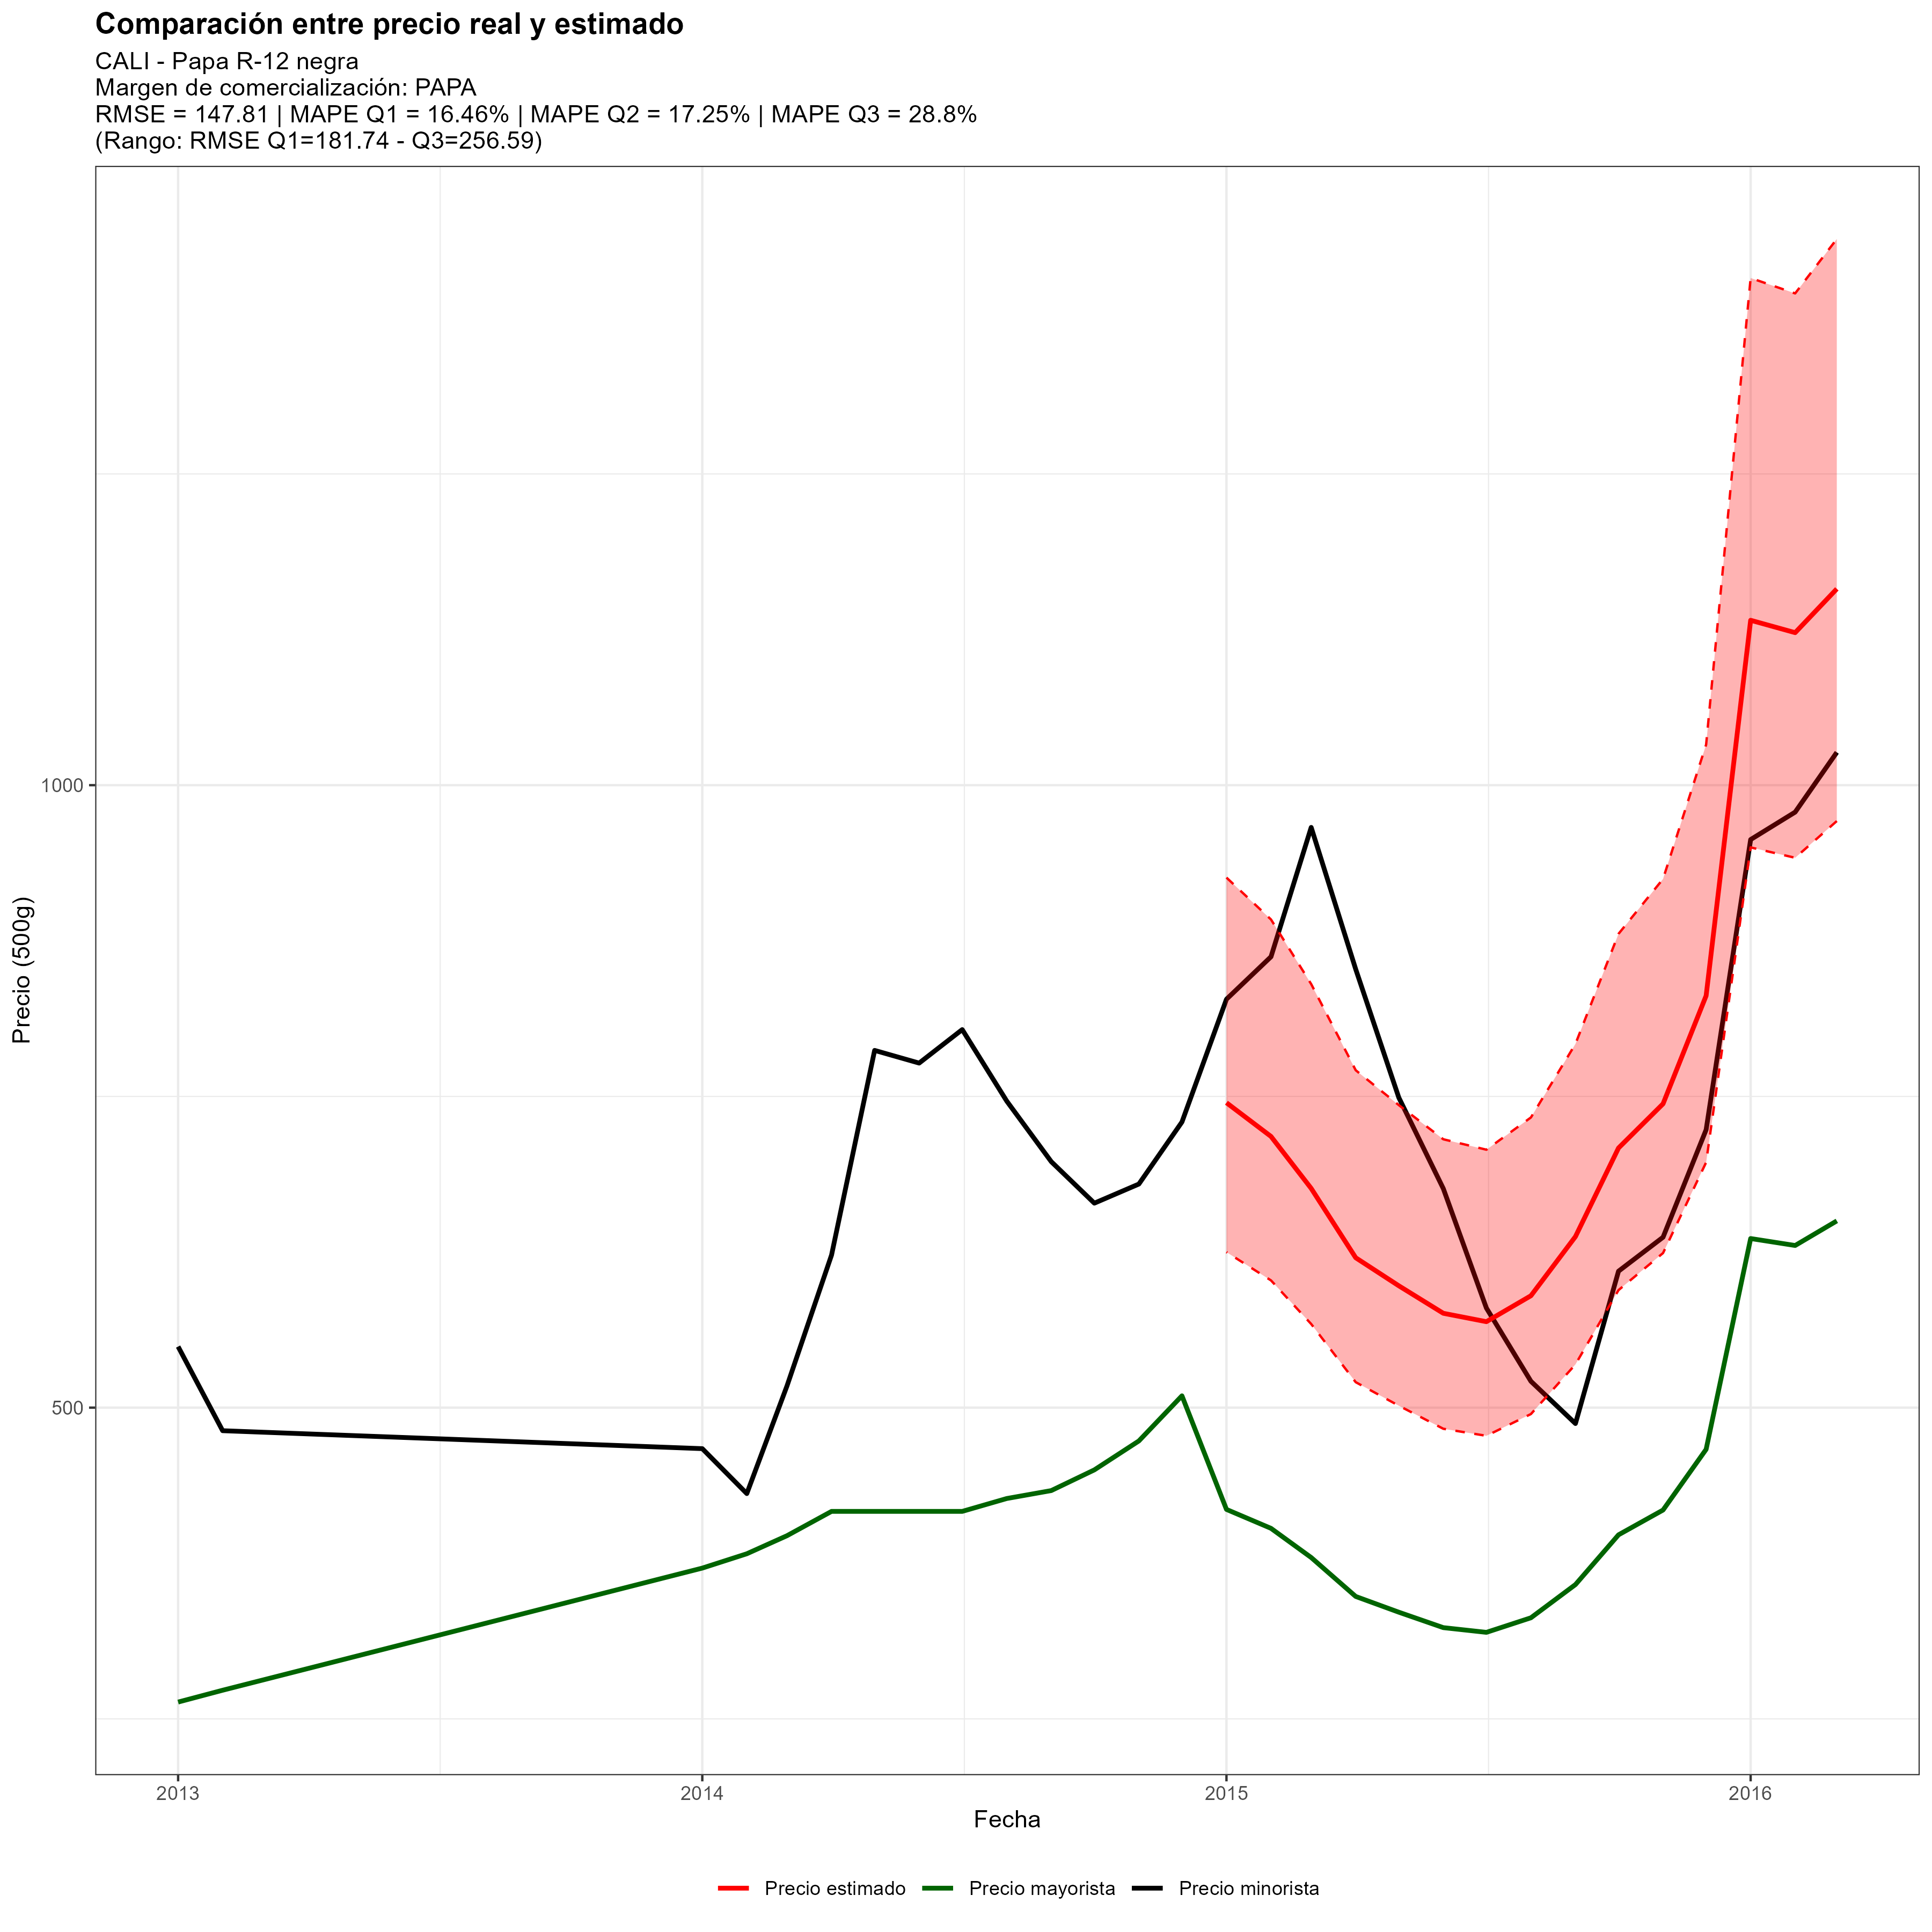 Comparación entre precio real y estimado
CALI - Papa R-12 negra
Margen de comercialización: PAPA
RMSE = 147.81 | MAPE Q1 = 16.46% | MAPE Q2 = 17.25% | MAPE Q3 = 28.8%
(Rango: RMSE Q1=181.74 - Q3=256.59)
Precio (500g)
1000
500
2013
2014
2015
2016
Fecha
Precio estimado
Precio mayorista
Precio minorista